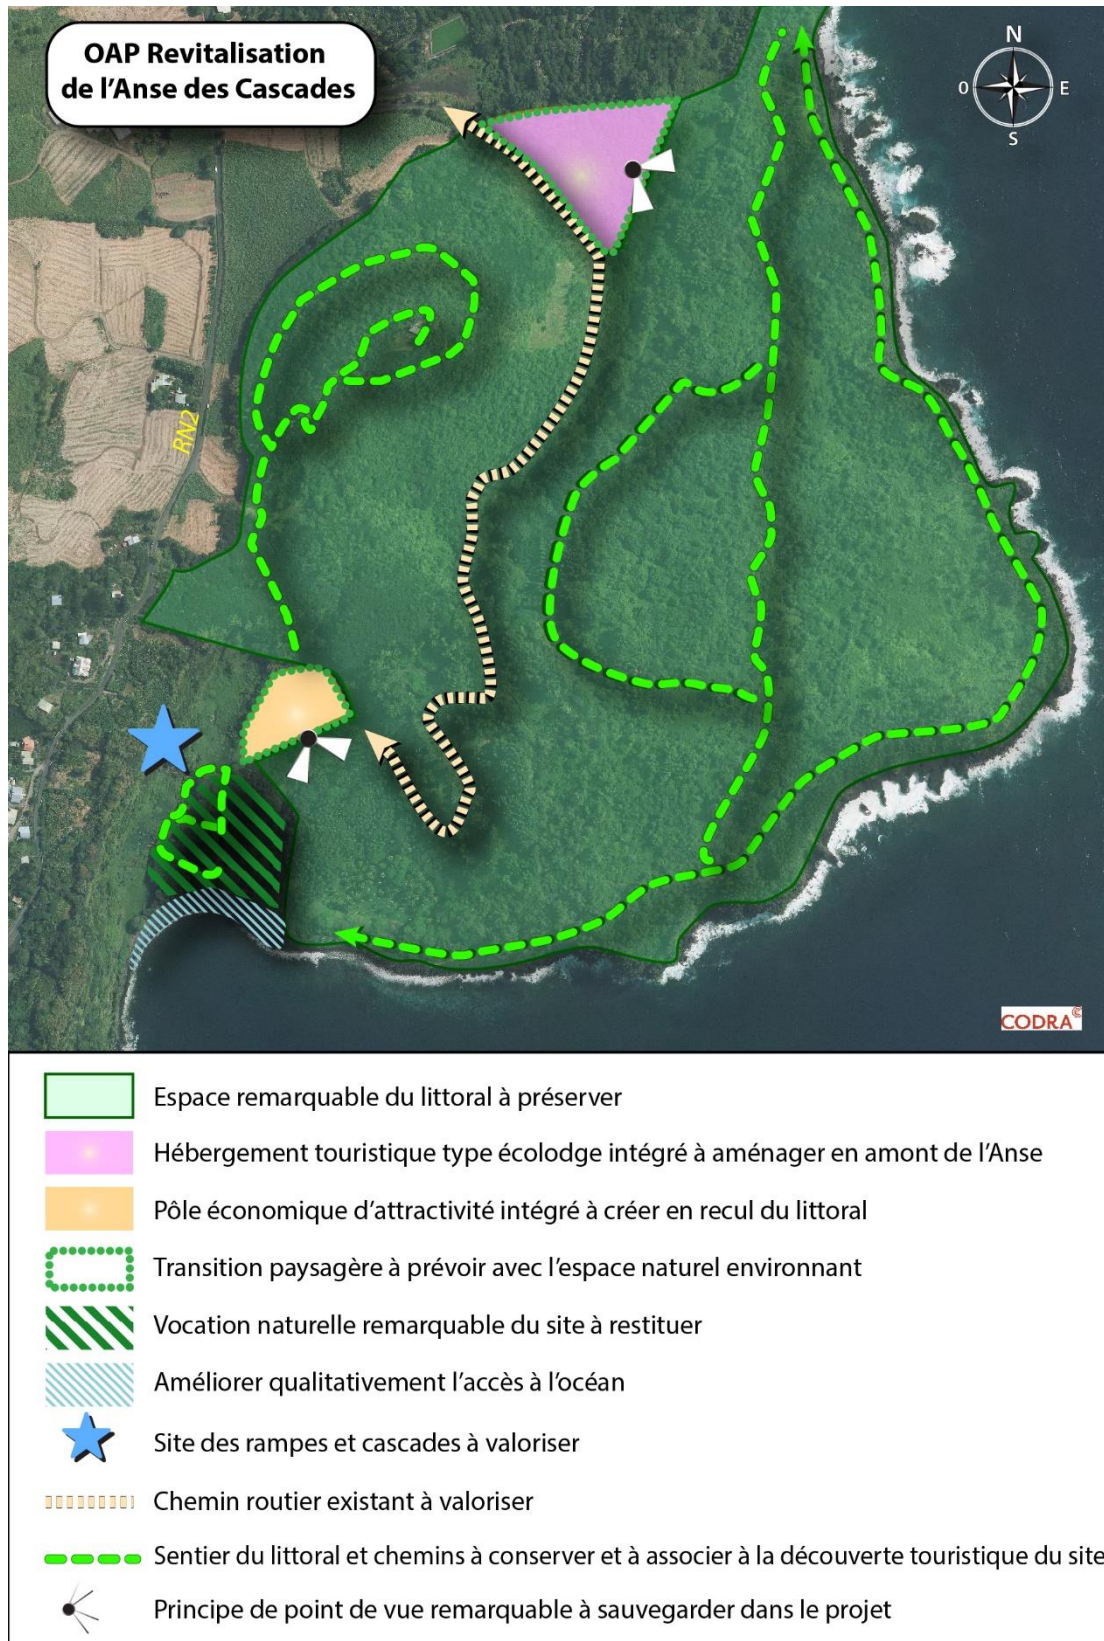 OAP Revitalisation
de l'Anse des Cascades
N
O
E
S
RN2
CODRA©
Espace remarquable du littoral à préserver
Hébergement touristique type écolodge intégré à aménager en amont de l'Anse
Pôle économique d'attractivité intégré à créer en recul du littoral
Transition paysagère à prévoir avec l'espace naturel environnant
Vocation naturelle remarquable du site à restituer
Améliorer qualitativement l'accès à l'océan
Site des rampes et cascades à valoriser
Chemin routier existant à valoriser
Sentier du littoral et chemins à conserver et à associer à la découverte touristique du site
Principe de point de vue remarquable à sauvegarder dans le projet